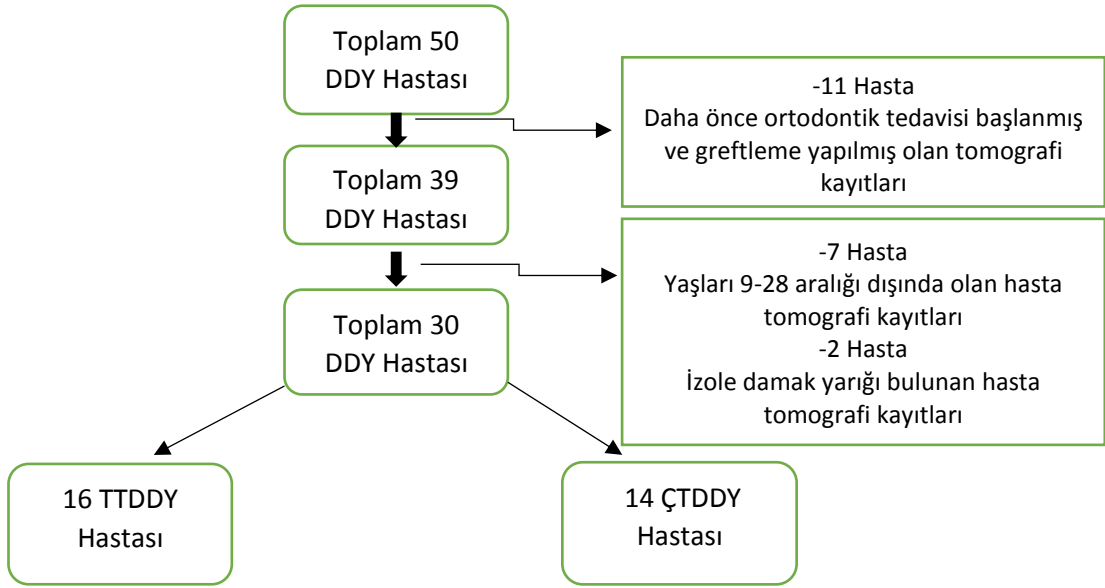 Toplam 50
DDY Hastası
-11 Hasta
Daha önce ortodontik tedavisi başlanmış
ve greftleme yapılmış olan tomografi
kayıtları
Toplam 39
DDY Hastası
-7 Hasta
Yaşları 9-28 aralığı dışında olan hasta
tomografi kayıtları
-2 Hasta
İzole damak yarığı bulunan hasta
tomografi kayıtları
Toplam 30
DDY Hastası
16 TTDDY
Hastası
14 ÇTDDY
Hastası